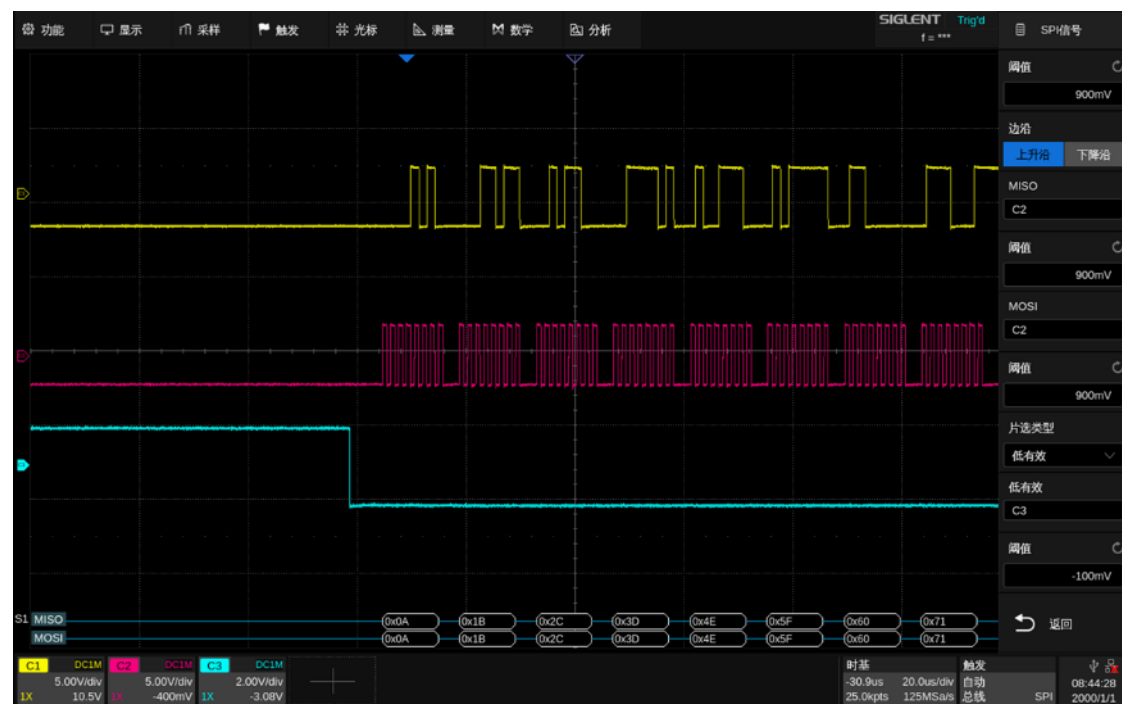 功能 显示 采样 触发 光标 测量 数学 分析 SIGLENT Trig'd
f = ***
SPI信号
阈值
900mV
边沿
上升沿 下降沿
MISO
C2
阈值
900mV
MOSI
C2
阈值
900mV
片选类型
低有效
低有效
C3
阈值
-100mV
返回
S1 MISO 0x0A 0x1B 0x2C 0x3D 0x4E 0x5F 0x60 0x71
MOSI 0x0A 0x1B 0x2C 0x3D 0x4E 0x5F 0x60 0x71
C1 DC1M C2 DC1M C3 DC1M 时基 触发
5.00V/div 5.00V/div 2.00V/div -30.9us 20.0us/div 自动 08:44:28
1X 10.5V 1X -400mV 1X -3.08V 25.0kpts 125MSa/s 总线 SPI 2000/1/1